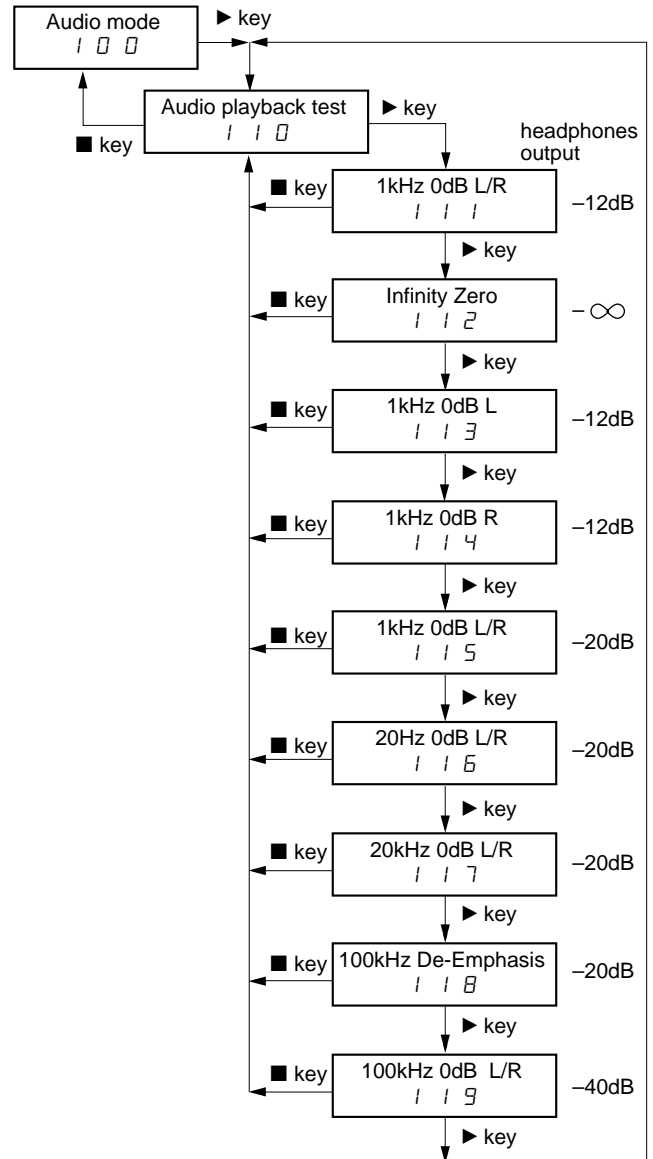 Audio mode
1 0 0
► key
Audio playback test
1 1 0
► key
■ key
headphones
output
1kHz 0dB L/R
1 1 1
■ key
–12dB
► key
Infinity Zero
1 1 2
■ key
– ∞
► key
1kHz 0dB L
1 1 3
■ key
–12dB
► key
1kHz 0dB R
1 1 4
■ key
–12dB
► key
1kHz 0dB L/R
1 1 5
■ key
–20dB
► key
20Hz 0dB L/R
1 1 6
■ key
–20dB
► key
20kHz 0dB L/R
1 1 7
■ key
–20dB
► key
100kHz De-Emphasis
1 1 8
■ key
–20dB
► key
100kHz 0dB L/R
1 1 9
■ key
–40dB
► key